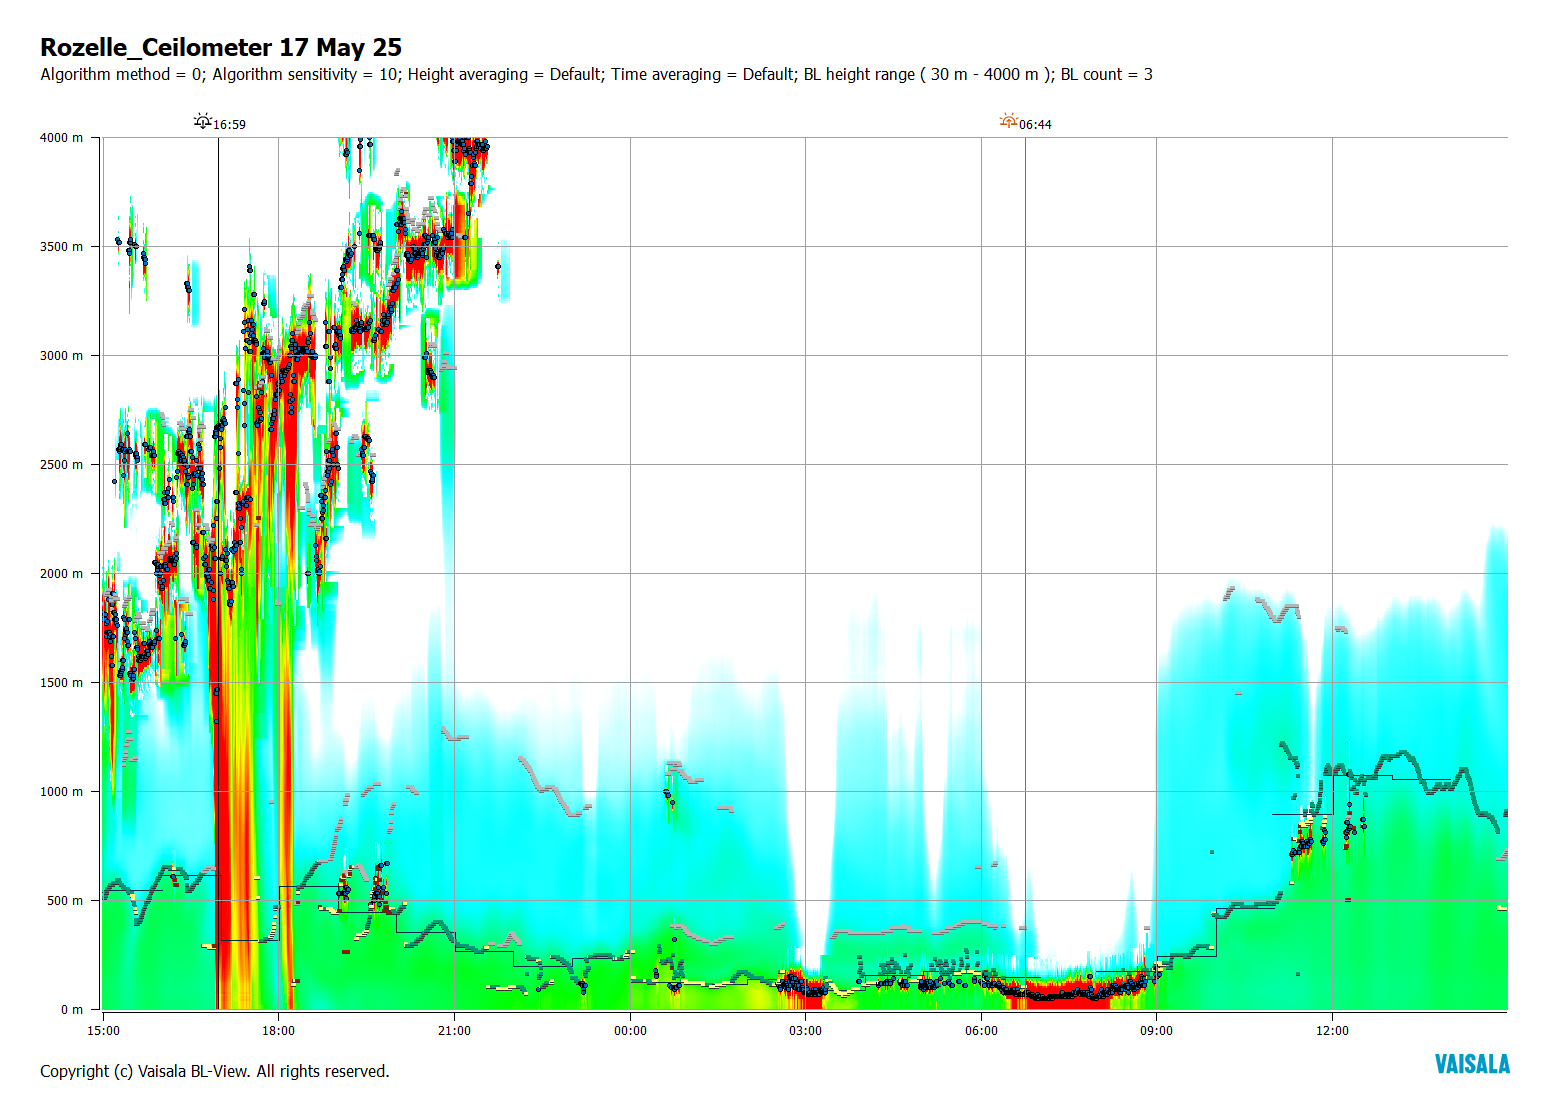 Rozelle_Ceilometer 17 May 25
Algorithm method = 0; Algorithm sensitivity = 10; Height averaging = Default; Time averaging = Default; BL height range ( 30 m - 4000 m ); BL count = 3
16:59
06:44
4000 m
3500 m
3000 m
2500 m
2000 m
1500 m
1000 m
500 m
0 m
15:00
18:00
21:00
00:00
03:00
06:00
09:00
12:00
Copyright (c) Vaisala BL-View. All rights reserved.
VAISALA